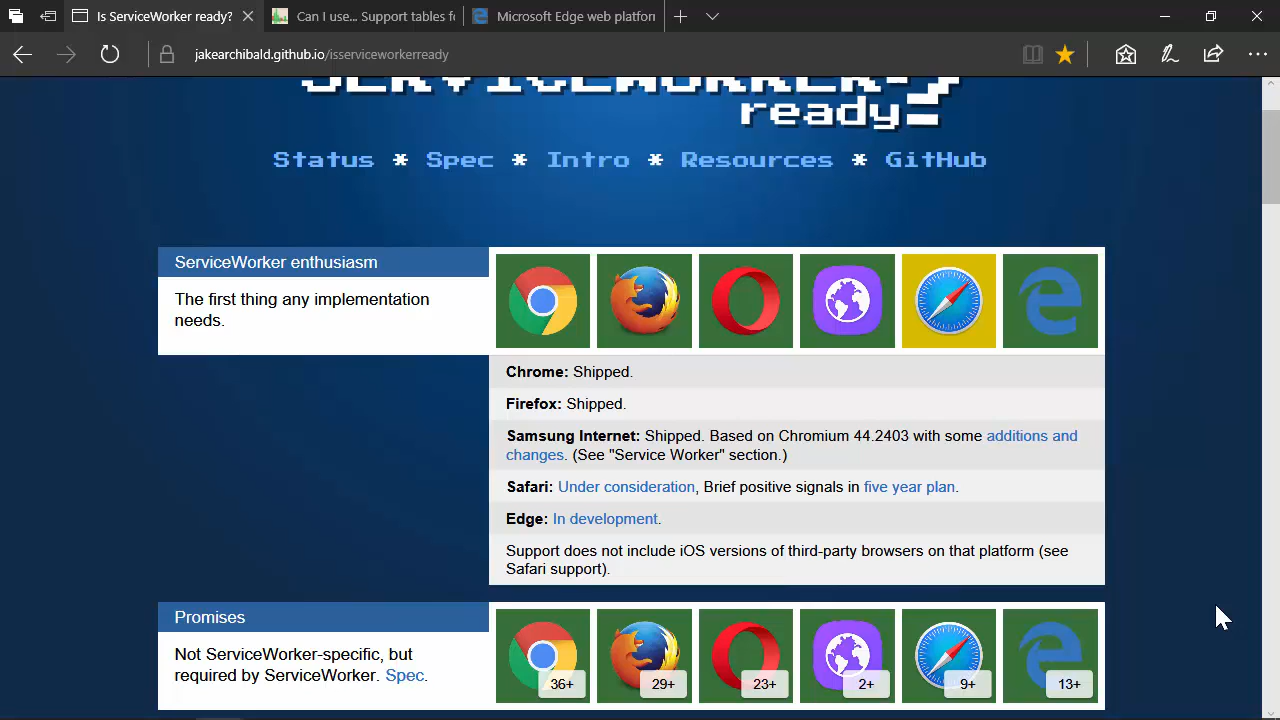 Is ServiceWorker ready?
Can I use... Support tables fo
Microsoft Edge web platforn
jakearchibald.github.io/isserviceworkerready
ready?
Status * Spec * Intro * Resources * GitHub
ServiceWorker enthusiasm
The first thing any implementation
needs.
Chrome: Shipped.
Firefox: Shipped.
Samsung Internet: Shipped. Based on Chromium 44.2403 with some additions and
changes. (See "Service Worker" section.)
Safari: Under consideration, Brief positive signals in five year plan.
Edge: In development.
Support does not include iOS versions of third-party browsers on that platform (see
Safari support).
Promises
Not ServiceWorker-specific, but
required by ServiceWorker. Spec.
36+
29+
23+
2+
9+
13+